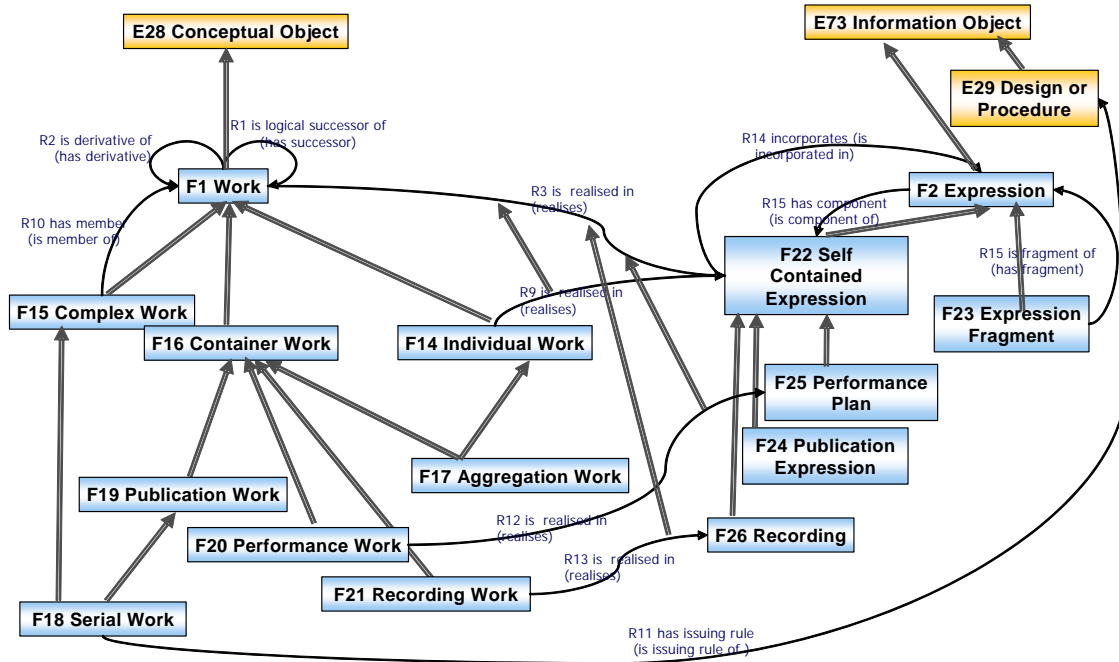 E28 Conceptual Object
E73 Information Object
E29 Design or
Procedure
R2 is derivative of
(has derivative)
R1 is logical successor of
(has successor)
R14 incorporates (is
incorporated in)
F1 Work
R3 is realised in
(realises)
F2 Expression
R10 has member
(is member of)
R15 has component
(is component of)
F22 Self
Contained
Expression
R15 is fragment of
(has fragment)
R9 is realised in
(realises)
F15 Complex Work
F16 Container Work
F14 Individual Work
F23 Expression
Fragment
F25 Performance
Plan
F24 Publication
Expression
F17 Aggregation Work
F19 Publication Work
R12 is realised in
(realises)
F20 Performance Work
F26 Recording
R13 is realised in
(realises)
F21 Recording Work
F18 Serial Work
R11 has issuing rule
(is issuing rule of )